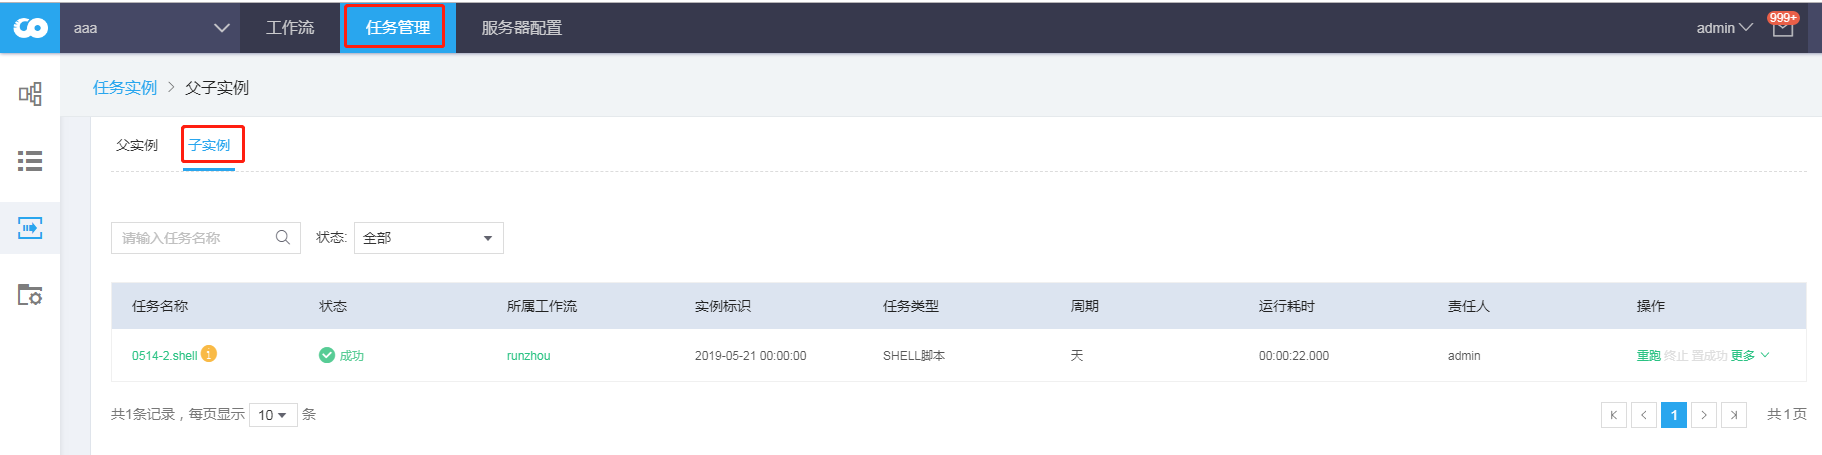 aaa 工作流 任务管理 服务器配置 admin 999+
任务实例 > 父子实例
父实例 子实例
请输入任务名称 状态: 全部
任务名称 状态 所属工作流 实例标识 任务类型 周期 运行耗时 责任人 操作
0514-2.shell 1 成功 runzhou 2019-05-21 00:00:00 SHELL脚本 天 00:00:22.000 admin 重跑 终止 置成功 更多
共1条记录，每页显示 10 条 1 共1页